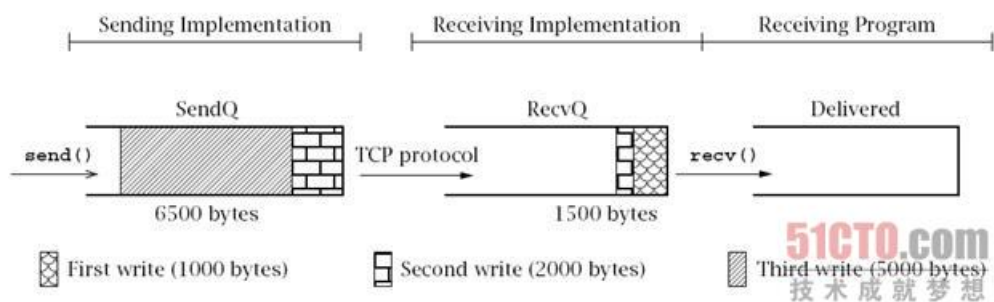 Sending Implementation Receiving Implementation Receiving Program
SendQ RecvQ Delivered
send() TCP protocol recv()
6500 bytes 1500 bytes
First write (1000 bytes) Second write (2000 bytes) Third write (5000 bytes)
51CTO.com
技术成就梦想